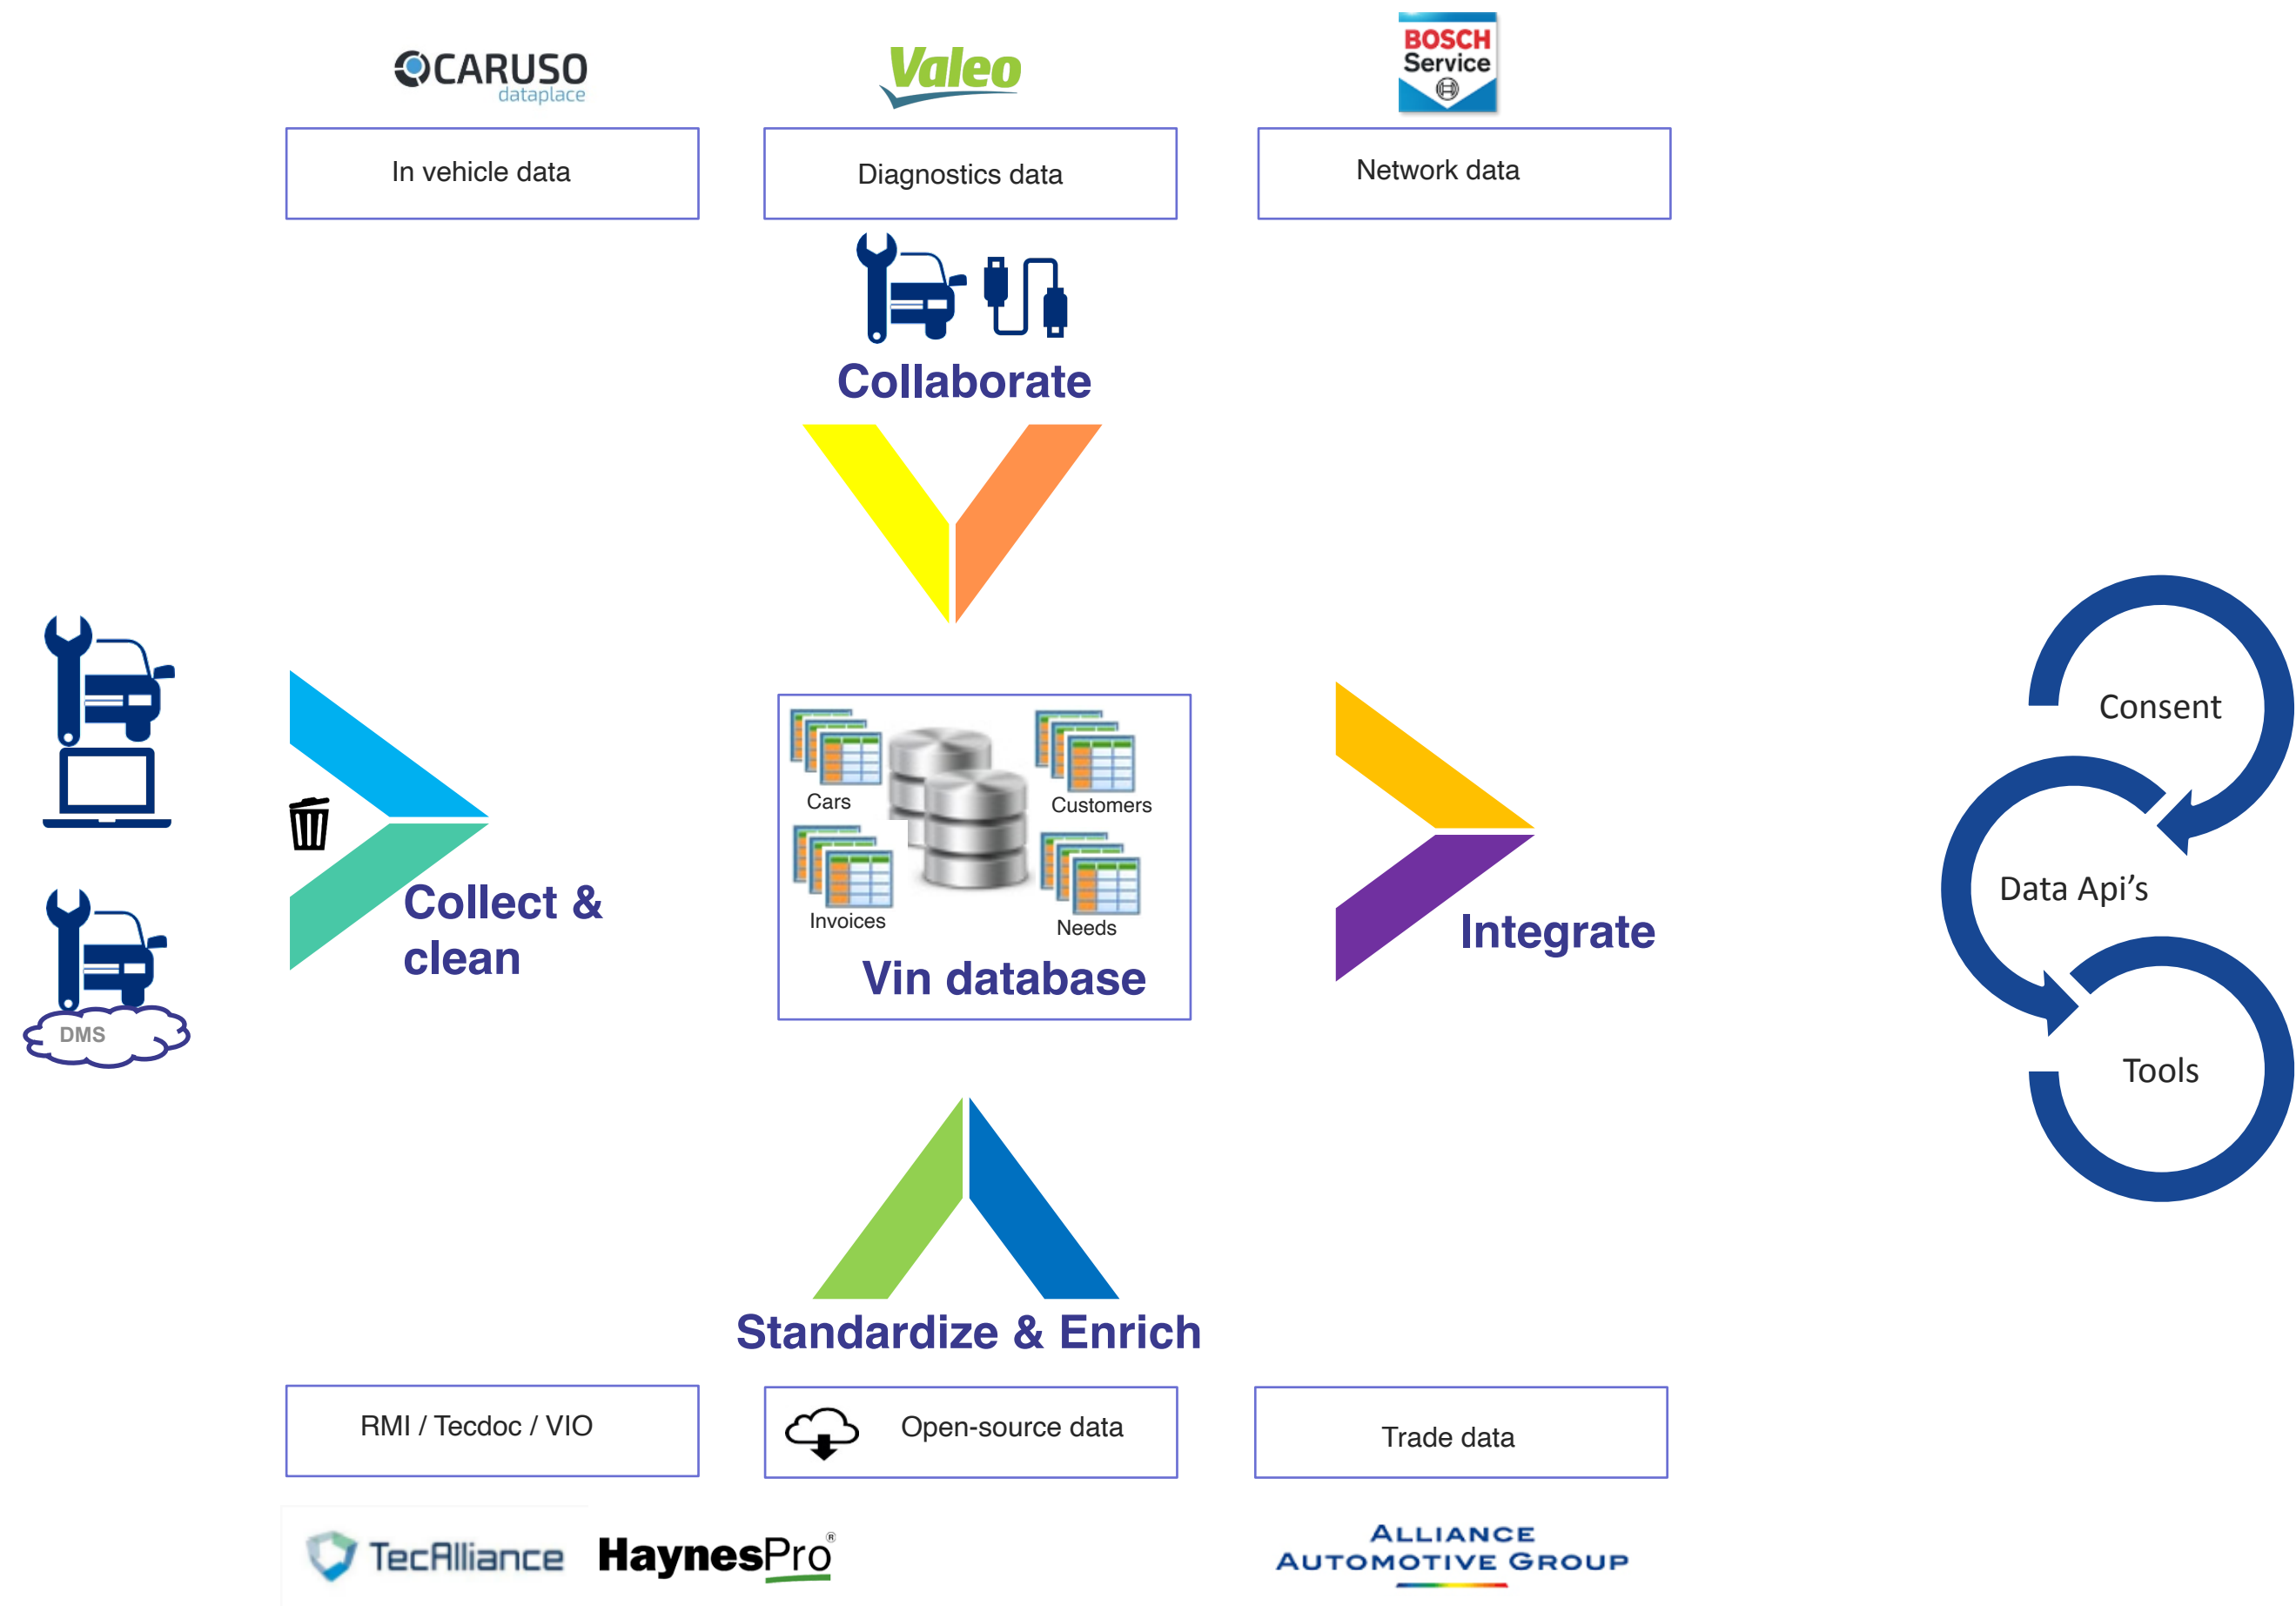 CARUSO
dataplace
Valeo
BOSCH
Service
In vehicle data
Diagnostics data
Network data
Collaborate
Consent
Cars
Customers
Data Api’s
Collect &
clean
Invoices
Needs
Integrate
Vin database
DMS
Tools
Standardize & Enrich
RMI / Tecdoc / VIO
Open-source data
Trade data
TecAlliance
HaynesPro®
ALLIANCE
AUTOMOTIVE GROUP